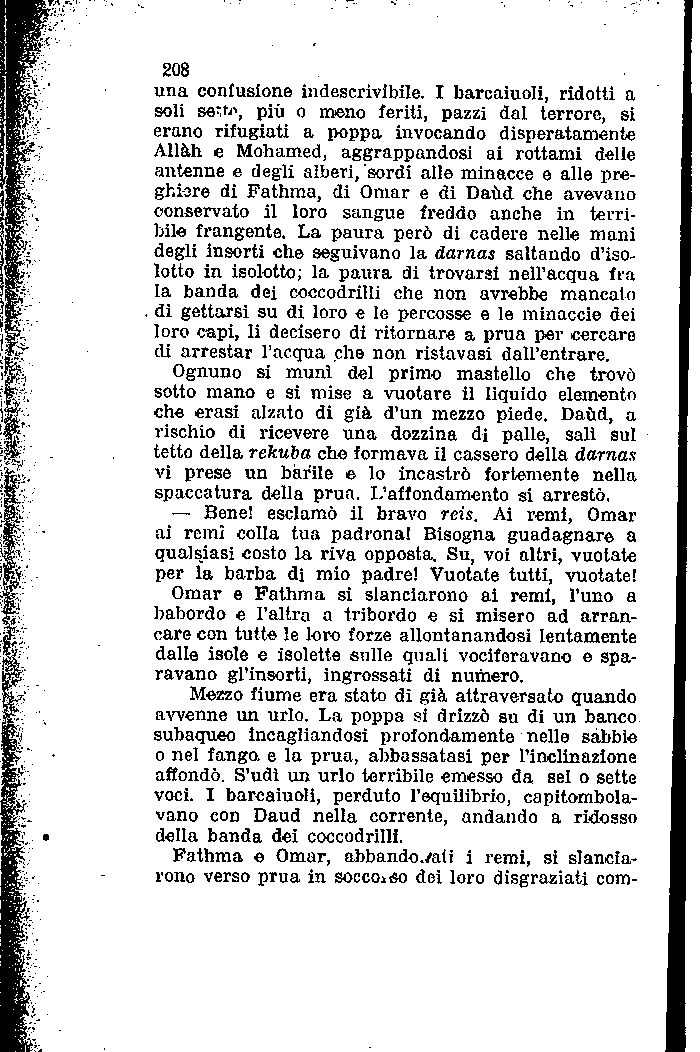 208
una confusione indescrivibile. I barcaiuoli, ridotti a
soli sette, più o meno feriti, pazzi dal terrore, si
erano rifugiati a poppa invocando disperatamente
Allàh e Mohamed, aggrappandosi ai rottami delle
antenne e degli alberi, sordi alle minacce e alle pre-
ghiere di Fathma, di Omar e di Daùd che avevano
conservato il loro sangue freddo anche in terri-
bile frangente. La paura però di cadere nelle mani
degli insorti che seguivano la darnas saltando d'iso-
lotto in isolotto; la paura di trovarsi nell'acqua fra
la banda dei coccodrilli che non avrebbe mancato
di gettarsi su di loro e le percosse e le minaccie dei
loro capi, li decisero di ritornare a prua per cercare
di arrestar l'acqua che non ristavasi dall'entrare.
Ognuno si munì del primo mastello che trovò
sotto mano e si mise a vuotare il liquido elemento
che erasi alzato di già d'un mezzo piede. Daùd, a
rischio di ricevere una dozzina di palle, salì sul
tetto della rekuba che formava il cassero della darnas
vi prese un barile e lo incastrò fortemente nella
spaccatura della prua. L'affondamento si arrestò.
— Bene! esclamò il bravo reis. Ai remi, Omar
ai remi colla tua padrona! Bisogna guadagnare a
qualsiasi costo la riva opposta. Su, voi altri, vuotate
per la barba di mio padre! Vuotate tutti, vuotate!
Omar e Fathma si slanciarono ai remi, l'uno a
babordo e l'altra a tribordo e si misero ad arran-
care con tutte le loro forze allontanandosi lentamente
dalle isole e isolette sulle quali vociferavano e spa-
ravano gl'insorti, ingrossati di numero.
Mezzo fiume era stato di già attraversato quando
avvenne un urlo. La poppa si drizzò su di un banco
subaqueo incagliandosi profondamente nelle sabbie
o nel fango e la prua, abbassatasi per l'inclinazione
affondò. S'udì un urlo terribile emesso da sei o sette
voci. I barcaiuoli, perduto l'equilibrio, capitombola-
vano con Daud nella corrente, andando a ridosso
della banda dei coccodrilli.
Fathma e Omar, abbandonati i remi, si slancia-
rono verso prua in soccorso dei loro disgraziati com-